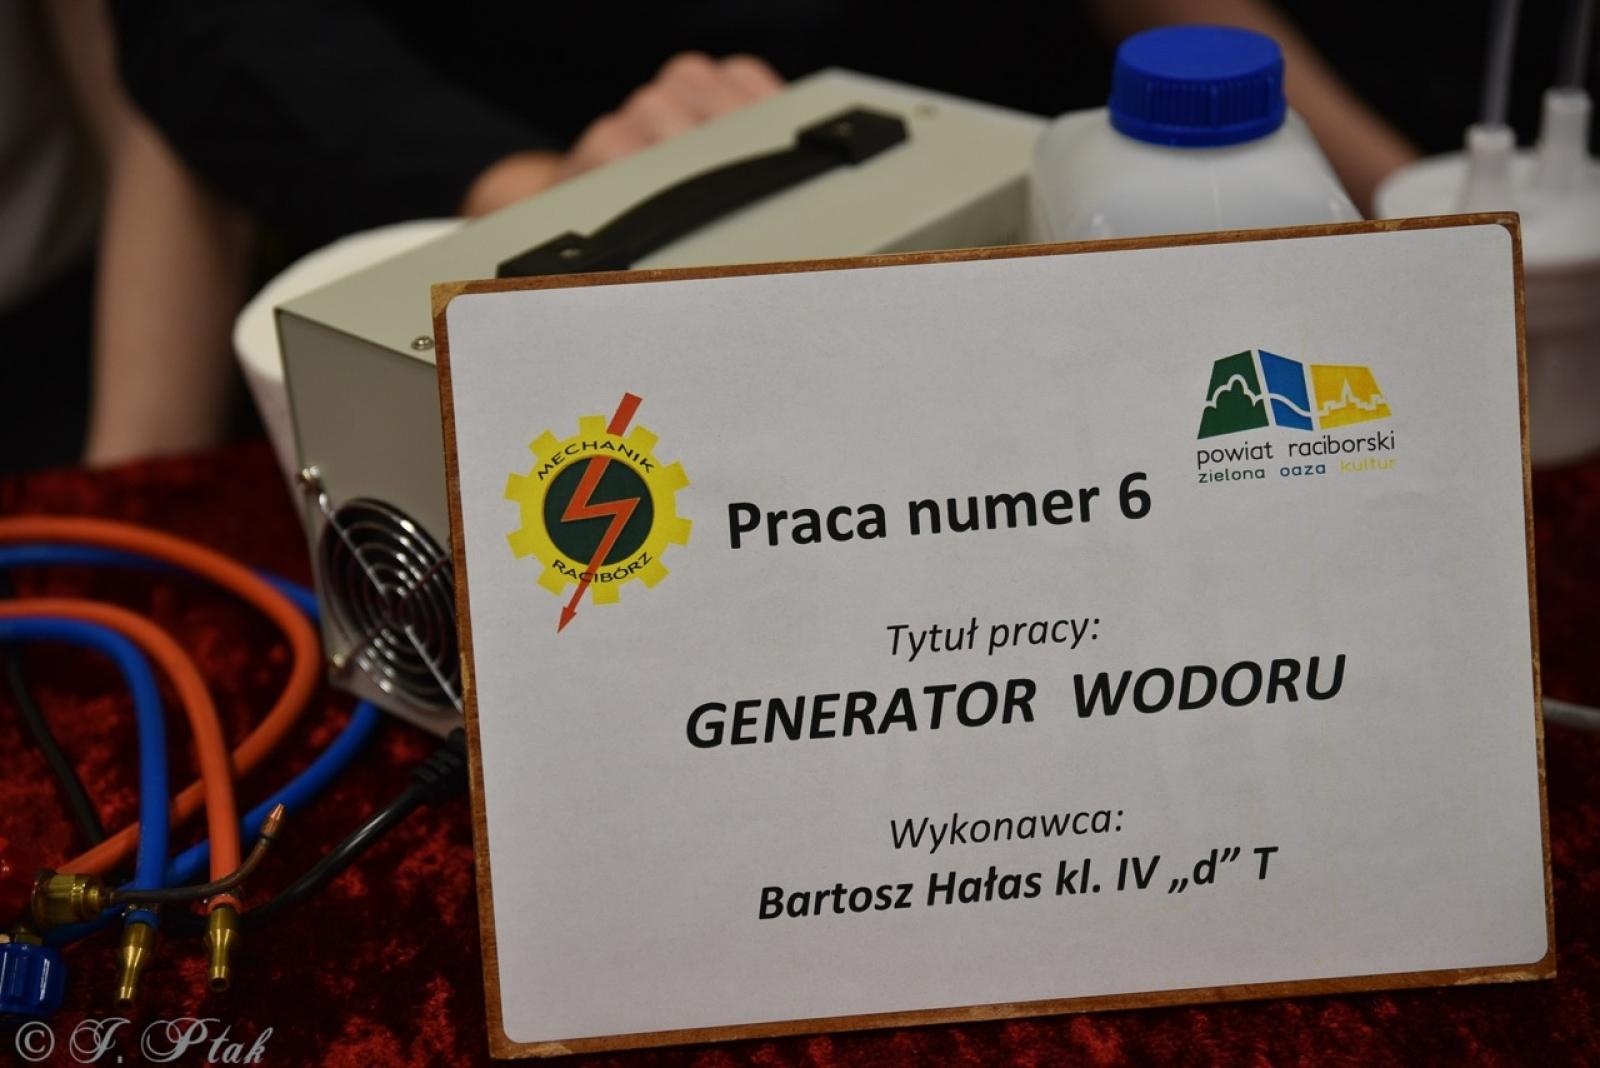 MECHANIK
RACIBÓRZ
powiat raciborski
zielona oaza kultur
Praca numer 6
Tytuł pracy:
GENERATOR WODORU
Wykonawca:
Bartosz Hałas kl. IV „d” T
© J. Ptak